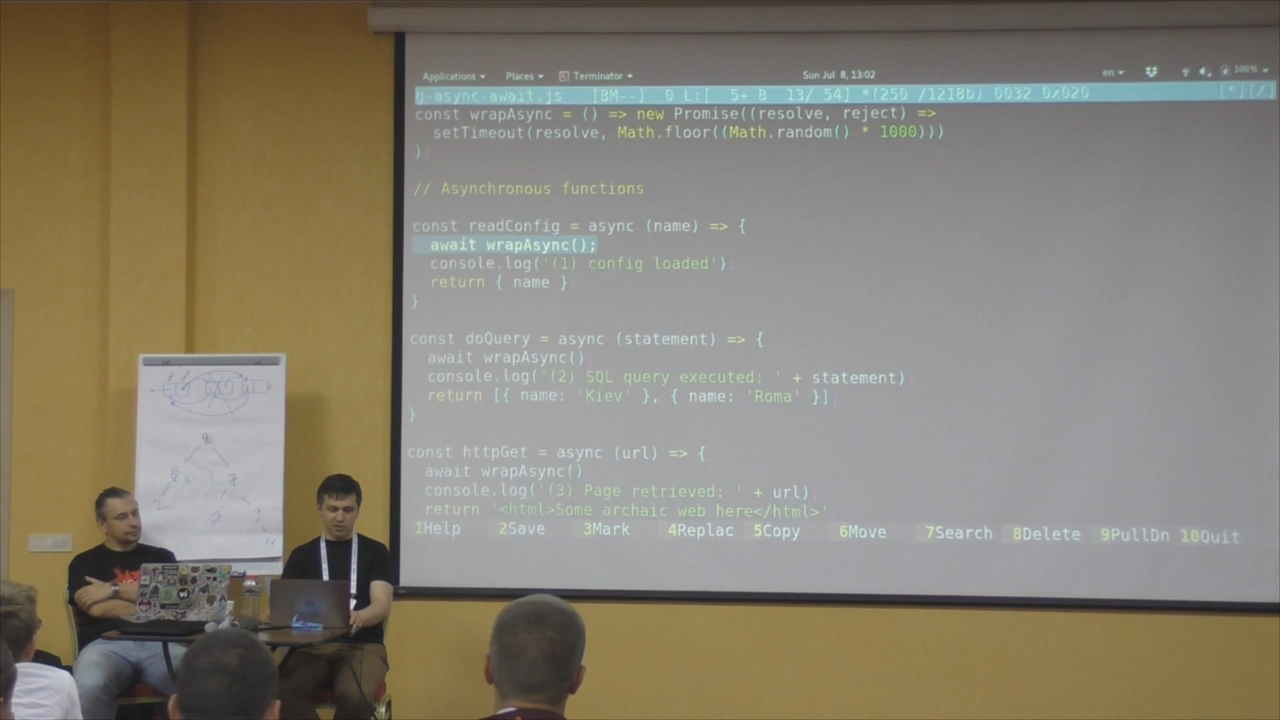 Applications Places Terminator Sun Jul 8, 13:02 en 100%
g-async-await.js [BM--] 0 L:[ 5+ 8 13/ 54] *(250 /1218b) 0032 0x020 [*][/]
const wrapAsync = () => new Promise((resolve, reject) =>
setTimeout(resolve, Math.floor((Math.random() * 1000)))
);
// Asynchronous functions
const readConfig = async (name) => {
await wrapAsync();
console.log('(1) config loaded');
return { name };
}
const doQuery = async (statement) => {
await wrapAsync();
console.log('(2) SQL query executed: ' + statement);
return [{ name: 'Kiev' }, { name: 'Roma' }];
}
const httpGet = async (url) => {
await wrapAsync();
console.log('(3) Page retrieved: ' + url);
return '<html>Some archaic web here</html>';
1Help 2Save 3Mark 4Replac 5Copy 6Move 7Search 8Delete 9PullDn 10Quit